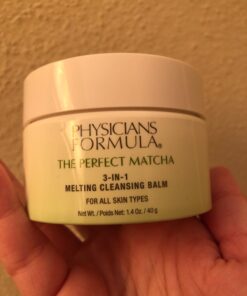 PHYSICIANS
FORMULA®
THE PERFECT MATCHA
3-IN-1
MELTING CLEANSING BALM
FOR ALL SKIN TYPES
Net Wt. / Poids Net: 1.4 Oz. / 40 g